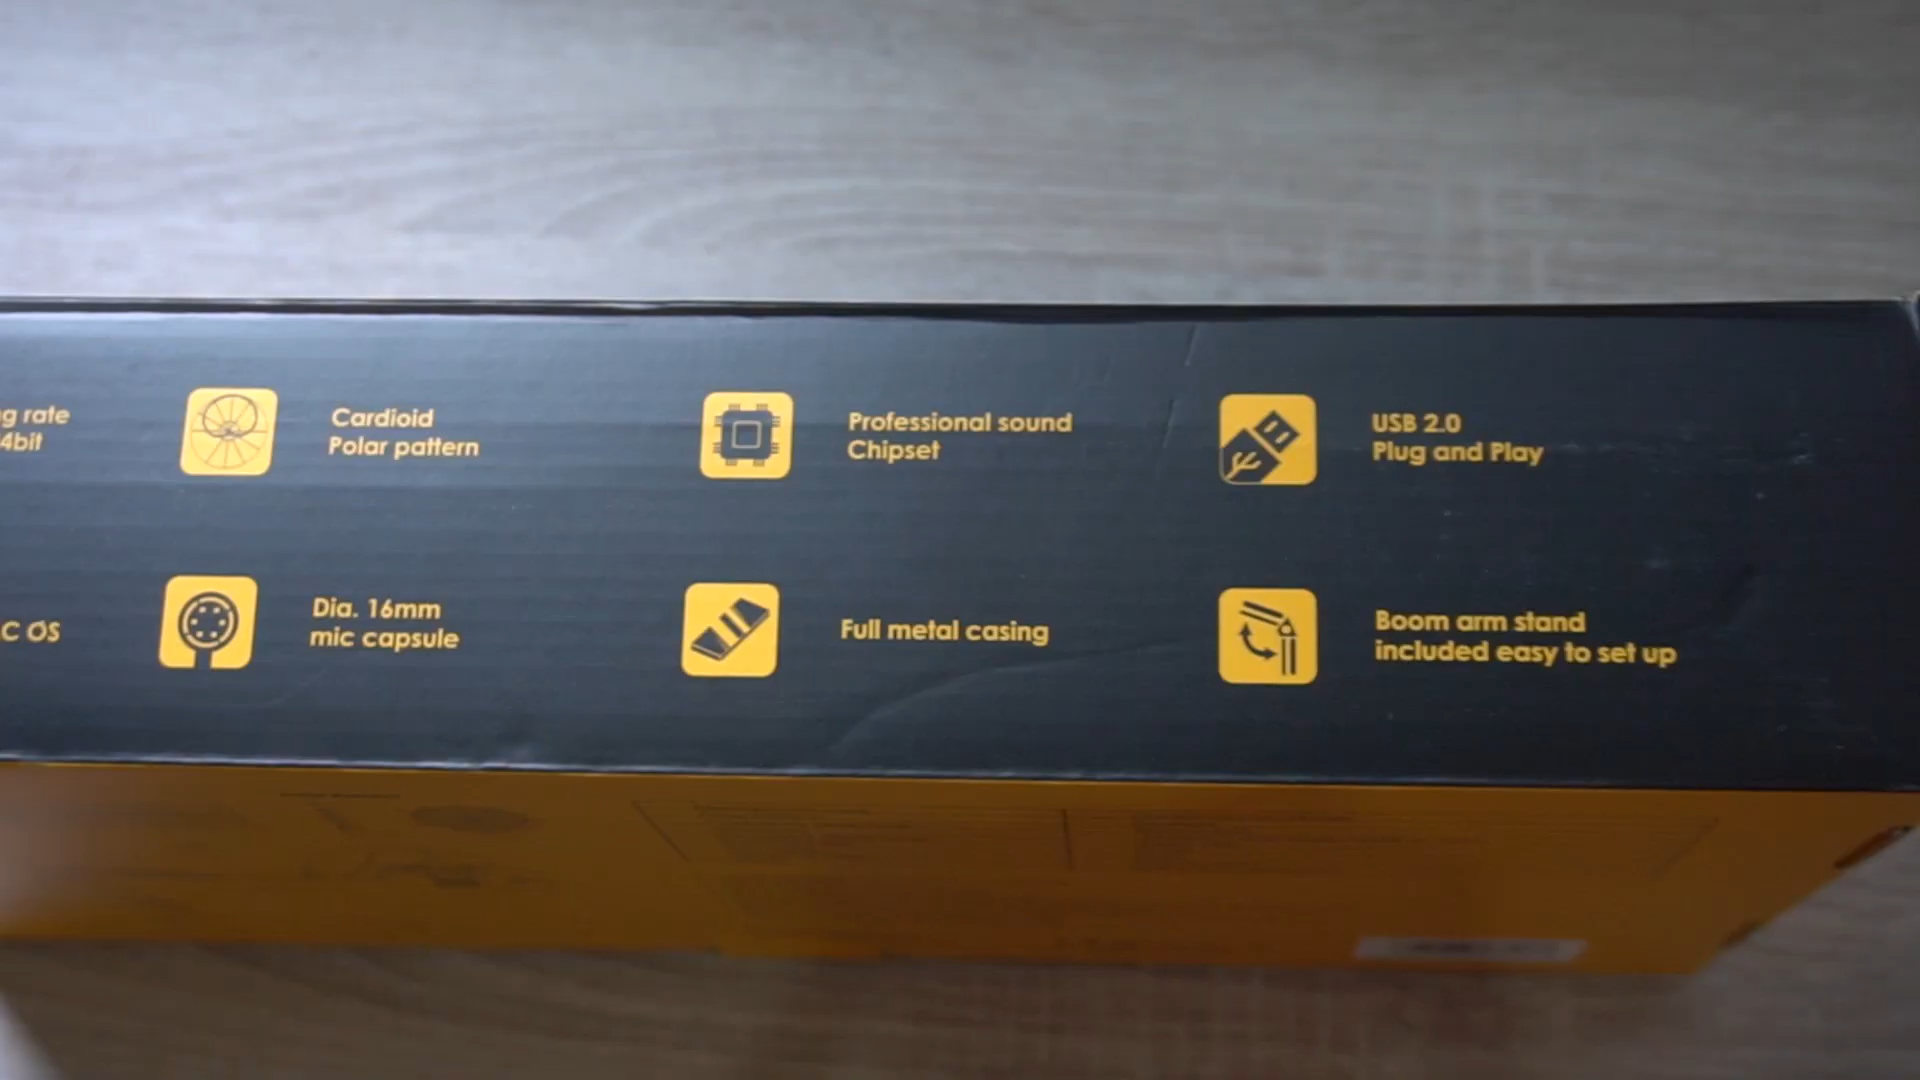 g rate
4bit
Cardioid
Polar pattern
Professional sound
Chipset
USB 2.0
Plug and Play
C OS
Dia. 16mm
mic capsule
Full metal casing
Boom arm stand
included easy to set up